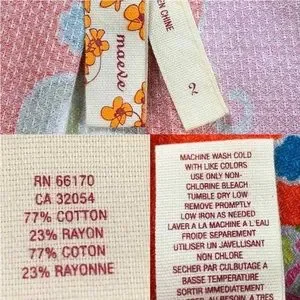 maeve
EN CHINE
2
RN 66170
CA 32054
77% COTTON
23% RAYON
77% COTON
23% RAYONNE
MACHINE WASH COLD
WITH LIKE COLORS
USE ONLY NON-
CHLORINE BLEACH
TUMBLE DRY LOW
REMOVE PROMPTLY
LOW IRON AS NEEDED
LAVER A LA MACHINE A L'EAU
FROIDE SEPAREMENT
UTILISER UN JAVELLISANT
NON CHLORE
SECHER PAR CULBUTAGE A
BASSE TEMPERATURE
SORTIR IMMEDIATEMENT